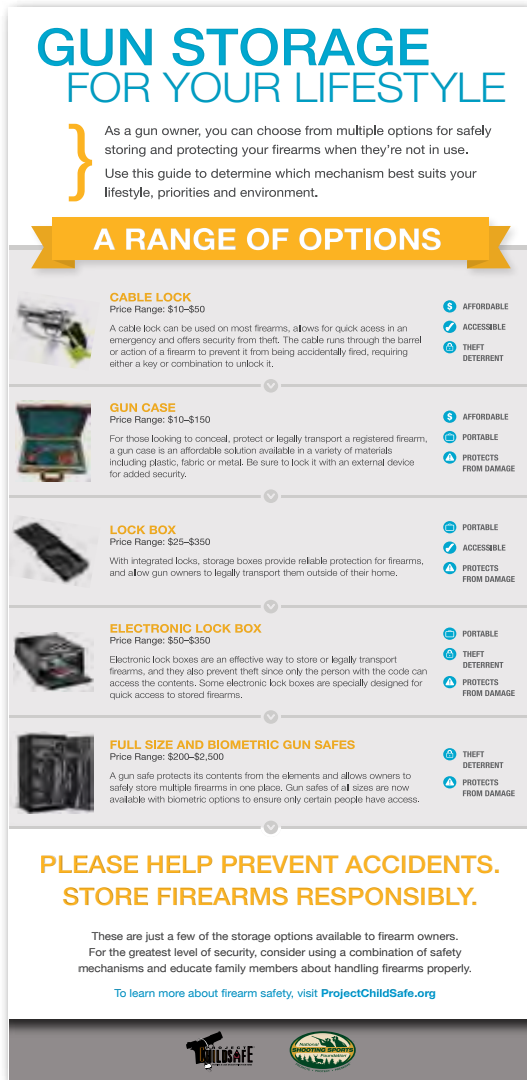 GUN STORAGE
FOR YOUR LIFESTYLE
As a gun owner, you can choose from multiple options for safely
storing and protecting your firearms when they're not in use.
Use this guide to determine which mechanism best suits your
lifestyle, priorities and environment.
A RANGE OF OPTIONS
CABLE LOCK
Price Range: $10–$50
A cable lock can be used on most firearms, allows for quick acess in an
emergency and offers security from theft. The cable runs through the barrel
or action of a firearm to prevent it from being accidentally fired, requiring
either a key or combination to unlock it.
AFFORDABLE
ACCESSIBLE
THEFT
DETERRENT
GUN CASE
Price Range: $10–$150
For those looking to conceal, protect or legally transport a registered firearm,
a gun case is an affordable solution available in a variety of materials
including plastic, fabric or metal. Be sure to lock it with an external device
for added security.
AFFORDABLE
PORTABLE
PROTECTS
FROM DAMAGE
LOCK BOX
Price Range: $25–$350
With integrated locks, storage boxes provide reliable protection for firearms,
and allow gun owners to legally transport them outside of their home.
PORTABLE
ACCESSIBLE
PROTECTS
FROM DAMAGE
ELECTRONIC LOCK BOX
Price Range: $50–$350
Electronic lock boxes are an effective way to store or legally transport
firearms, and they also prevent theft since only the person with the code can
access the contents. Some electronic lock boxes are specially designed for
quick access to stored firearms.
PORTABLE
THEFT
DETERRENT
PROTECTS
FROM DAMAGE
FULL SIZE AND BIOMETRIC GUN SAFES
Price Range: $200–$2,500
A gun safe protects its contents from the elements and allows owners to
safely store multiple firearms in one place. Gun safes of all sizes are now
available with biometric options to ensure only certain people have access.
THEFT
DETERRENT
PROTECTS
FROM DAMAGE
PLEASE HELP PREVENT ACCIDENTS.
STORE FIREARMS RESPONSIBLY.
These are just a few of the storage options available to firearm owners.
For the greatest level of security, consider using a combination of safety
mechanisms and educate family members about handling firearms properly.
To learn more about firearm safety, visit ProjectChildSafe.org
PROJECT
CHILDSAFE
National
SHOOTING SPORTS
Foundation